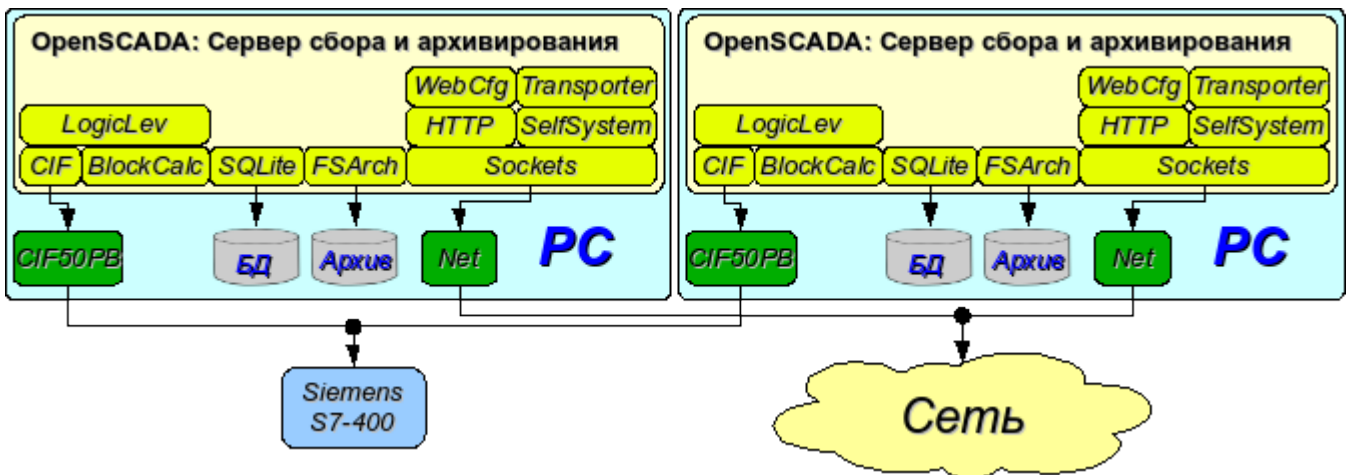 OpenSCADA: Сервер сбора и архивирования
WebCfg Transporter
LogicLev HTTP SelfSystem
CIF BlockCalc SQLite FSArch Sockets
CIF50PB БД Архив Net PC
OpenSCADA: Сервер сбора и архивирования
WebCfg Transporter
LogicLev HTTP SelfSystem
CIF BlockCalc SQLite FSArch Sockets
CIF50PB БД Архив Net PC
Siemens
S7-400
Сеть